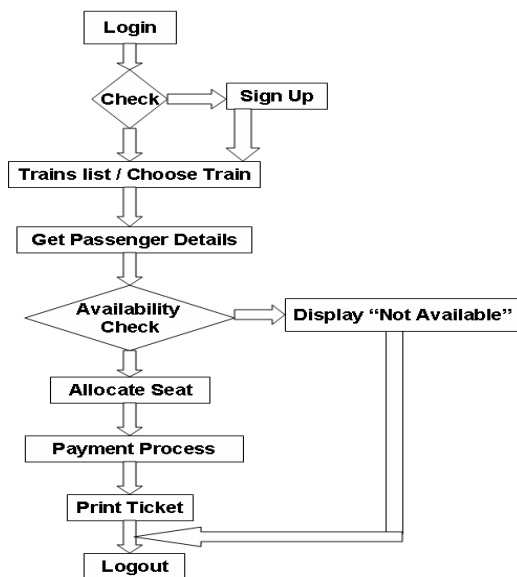 Login
Check
Sign Up
Trains list / Choose Train
Get Passenger Details
Availability
Check
Display “Not Available”
Allocate Seat
Payment Process
Print Ticket
Logout